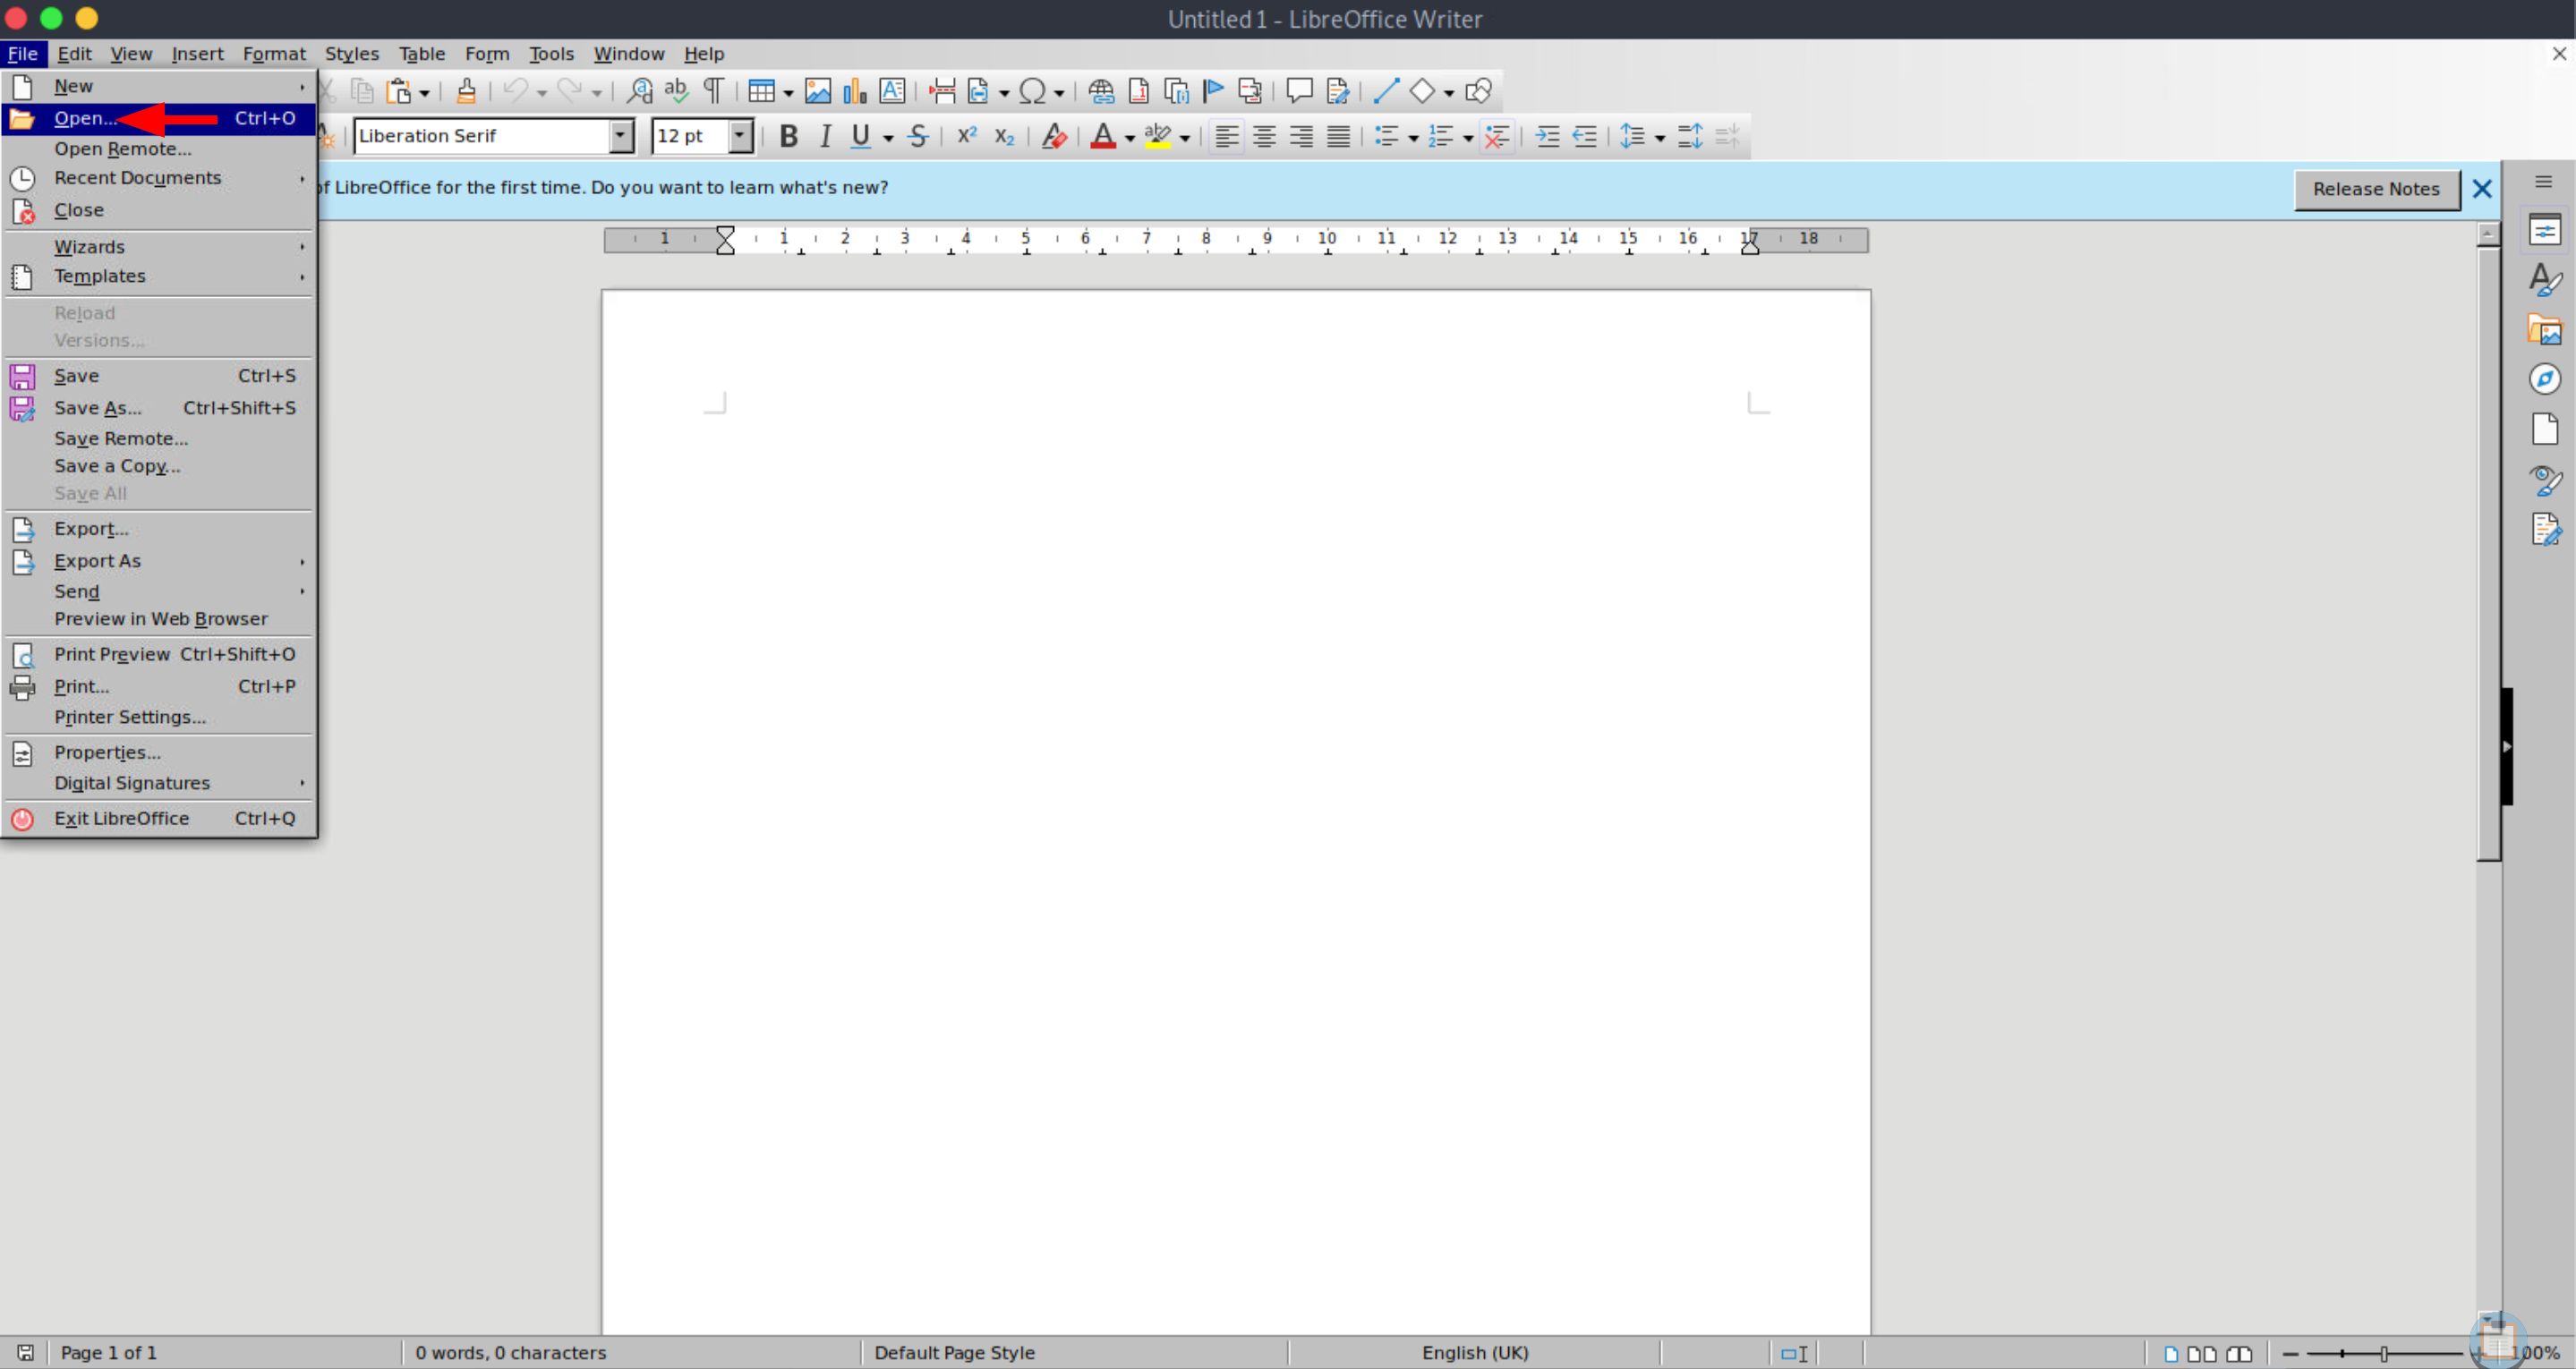 Untitled 1 - LibreOffice Writer
File Edit View Insert Format Styles Table Form Tools Window Help
New
Open... Ctrl+O
Open Remote...
Recent Documents
Close
Wizards
Templates
Reload
Versions...
Save Ctrl+S
Save As... Ctrl+Shift+S
Save Remote...
Save a Copy...
Save All
Export...
Export As
Send
Preview in Web Browser
Print Preview Ctrl+Shift+O
Print... Ctrl+P
Printer Settings...
Properties...
Digital Signatures
Exit LibreOffice Ctrl+Q
Liberation Serif 12 pt
of LibreOffice for the first time. Do you want to learn what's new? Release Notes
1 1 2 3 4 5 6 7 8 9 10 11 12 13 14 15 16 17 18
Page 1 of 1 0 words, 0 characters Default Page Style English (UK) 100%